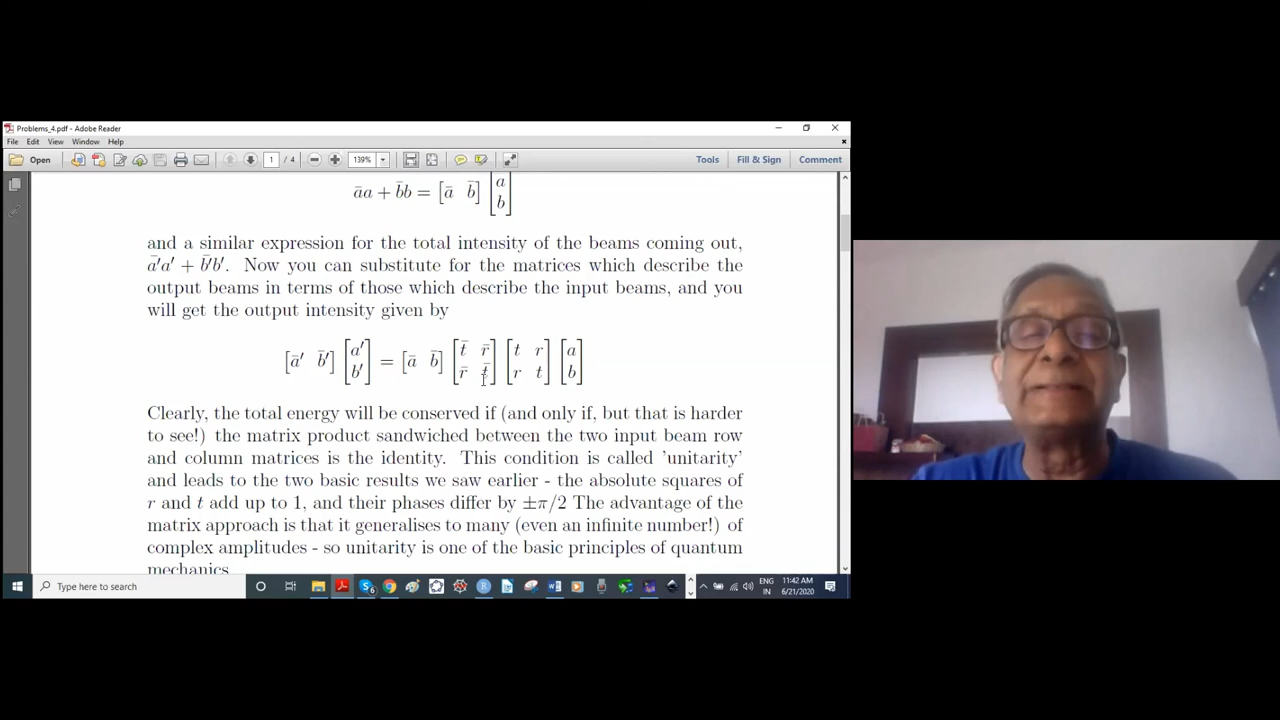 Problems_4.pdf - Adobe Reader
File Edit View Window Help
Open 1 / 4 139% Tools Fill & Sign Comment
āa + b̄b = [ā b̄] [a b]
and a similar expression for the total intensity of the beams coming out,
ā′a′ + b̄′b′. Now you can substitute for the matrices which describe the
output beams in terms of those which describe the input beams, and you
will get the output intensity given by
[ā′ b̄′] [a′ b′] = [ā b̄] [t̄ r̄ r̄ t̄] [t r r t] [a b]
Clearly, the total energy will be conserved if (and only if, but that is harder
to see!) the matrix product sandwiched between the two input beam row
and column matrices is the identity. This condition is called 'unitarity'
and leads to the two basic results we saw earlier - the absolute squares of
r and t add up to 1, and their phases differ by ±π/2 The advantage of the
matrix approach is that it generalises to many (even an infinite number!) of
complex amplitudes - so unitarity is one of the basic principles of quantum
mechanics
Type here to search ENG 11:42 AM
IN 6/21/2020